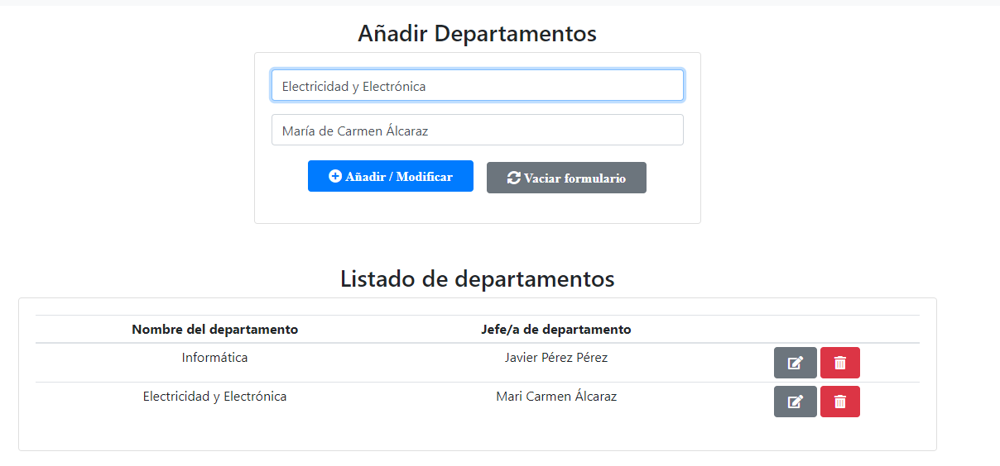 Añadir Departamentos
Electricidad y Electrónica
María de Carmen Álcaraz
Añadir / Modificar Vaciar formulario
Listado de departamentos
Nombre del departamento Jefe/a de departamento
Informática Javier Pérez Pérez
Electricidad y Electrónica Mari Carmen Álcaraz